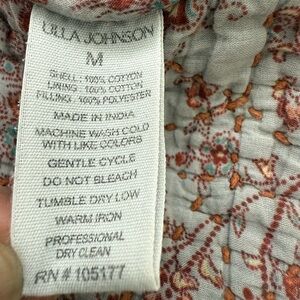 ULLA JOHNSON
M
SHELL : 100% COTTON
LINING : 100% COTTON
FILLING: 100% POLYESTER
MADE IN INDIA
MACHINE WASH COLD
WITH LIKE COLORS
GENTLE CYCLE
DO NOT BLEACH
TUMBLE DRY LOW
WARM IRON
PROFESSIONAL
DRY CLEAN
RN # 105177